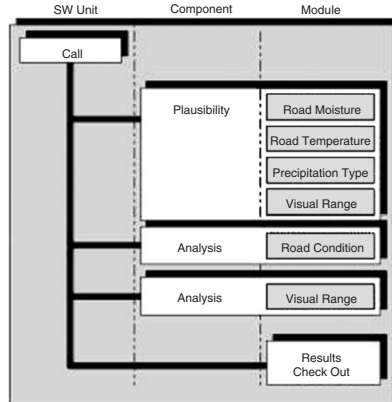 SW Unit Component Module
Call
Plausibility
Road Moisture
Road Temperature
Precipitation Type
Visual Range
Analysis Road Condition
Analysis Visual Range
Results
Check Out